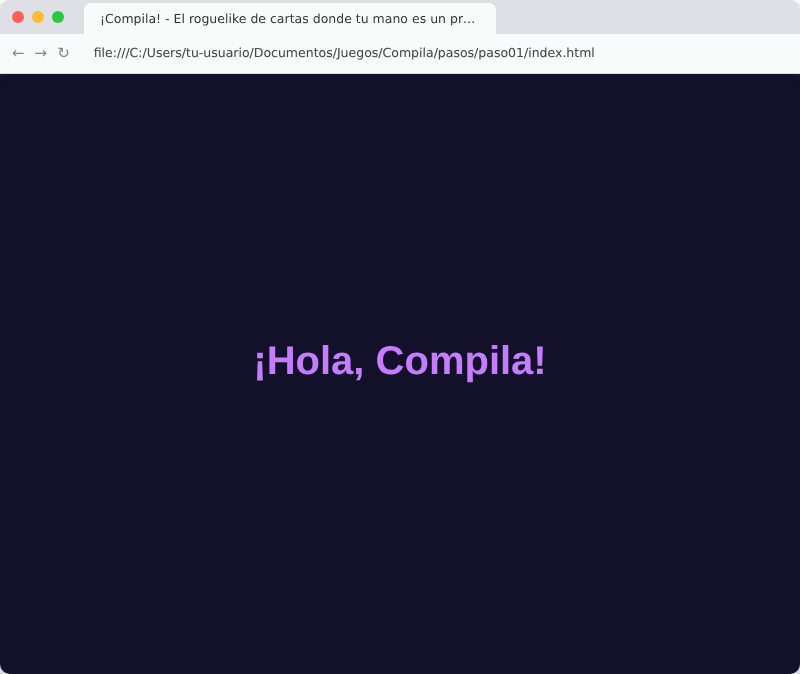 ¡Compila! - El roguelike de cartas donde tu mano es un pr...
← → ↻ file:///C:/Users/tu-usuario/Documentos/Juegos/Compila/pasos/paso01/index.html
¡Hola, Compila!